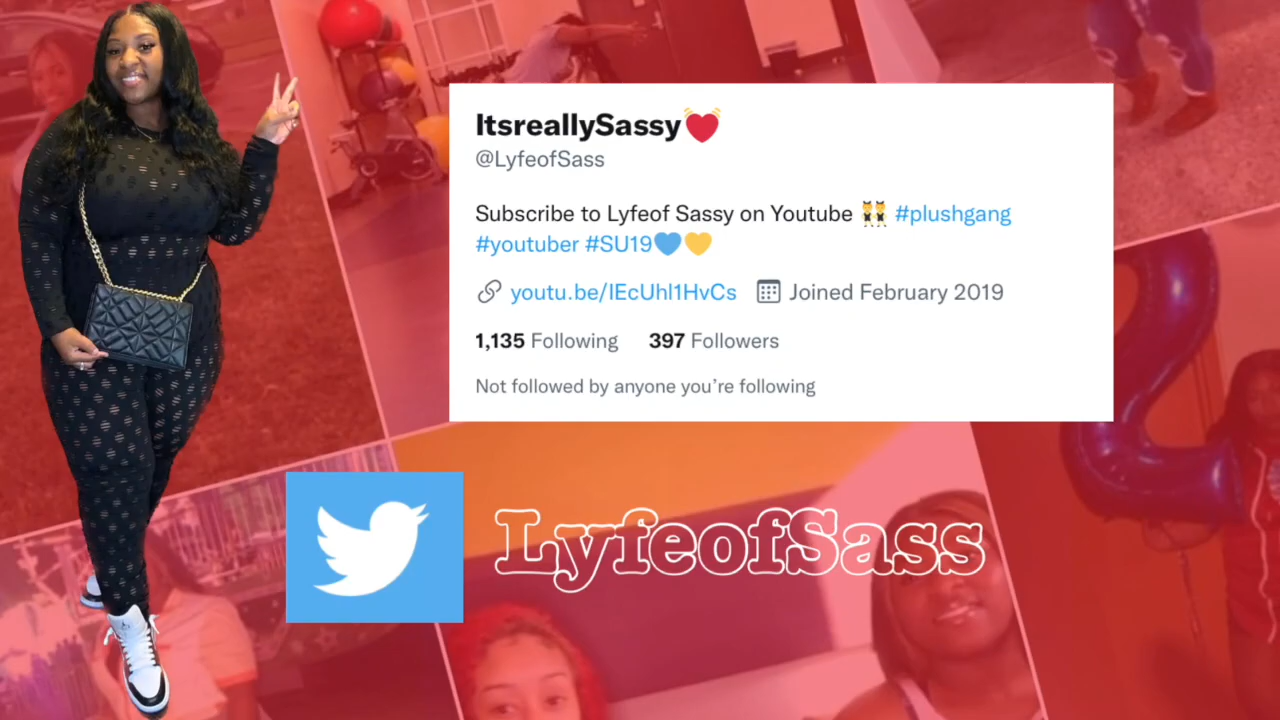 ItsreallySassy💓
@LyfeofSass
Subscribe to Lyfeof Sassy on Youtube 👯 #plushgang
#youtuber #SU19💙💛
youtu.be/IEcUhl1HvCs Joined February 2019
1,135 Following 397 Followers
Not followed by anyone you’re following
LyfeofSass